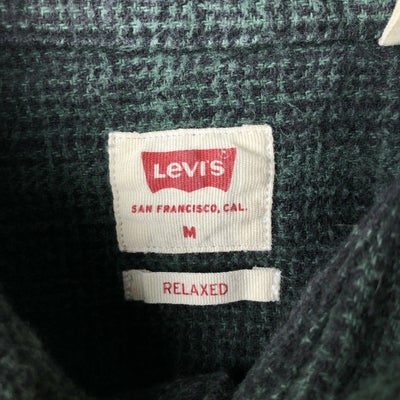 LEVI'S
SAN FRANCISCO, CAL.
M
RELAXED